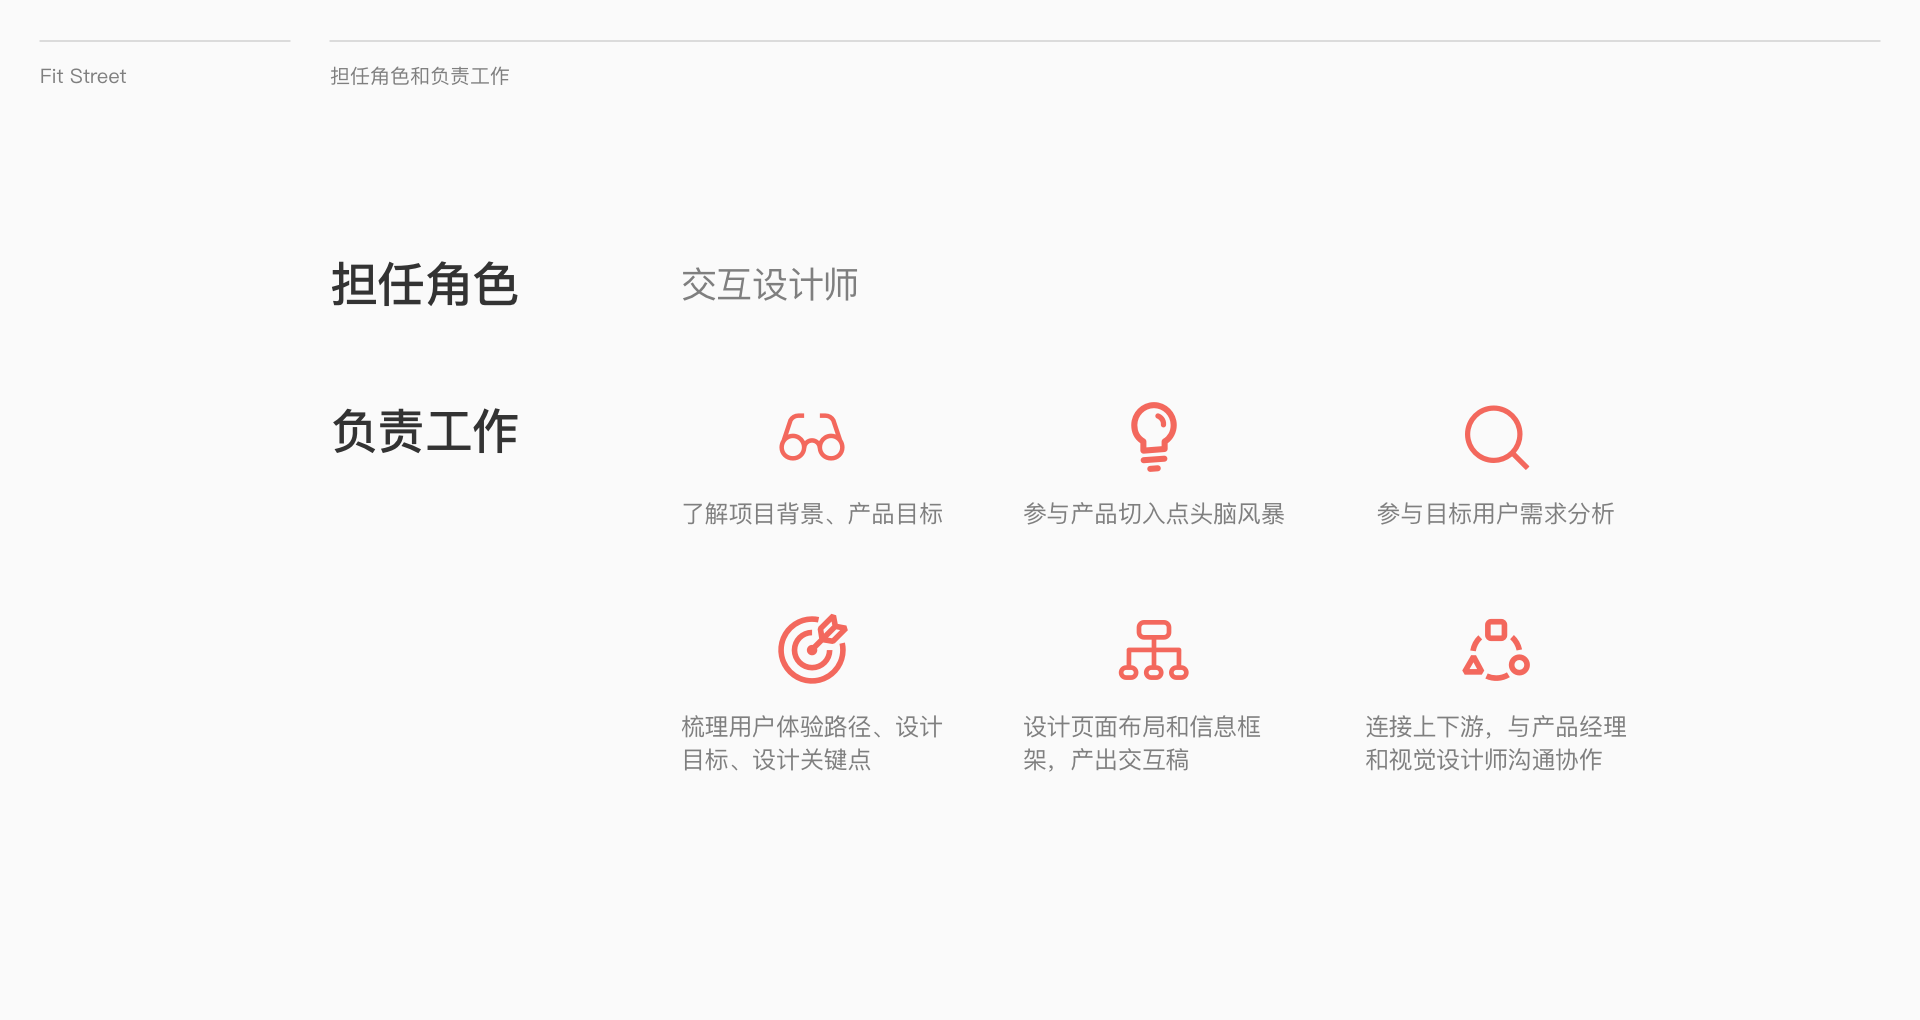 Fit Street
担任角色和负责工作
担任角色
交互设计师
负责工作
了解项目背景、产品目标
参与产品切入点头脑风暴
参与目标用户需求分析
梳理用户体验路径、设计
目标、设计关键点
设计页面布局和信息框
架，产出交互稿
连接上下游，与产品经理
和视觉设计师沟通协作